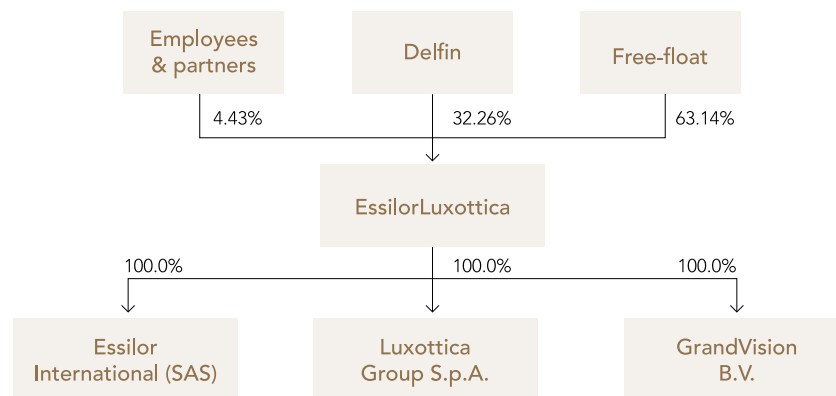 Employees
& partners
Delfin
Free-float
4.43%
32.26%
63.14%
EssilorLuxottica
100.0%
100.0%
100.0%
Essilor
International (SAS)
Luxottica
Group S.p.A.
GrandVision
B.V.